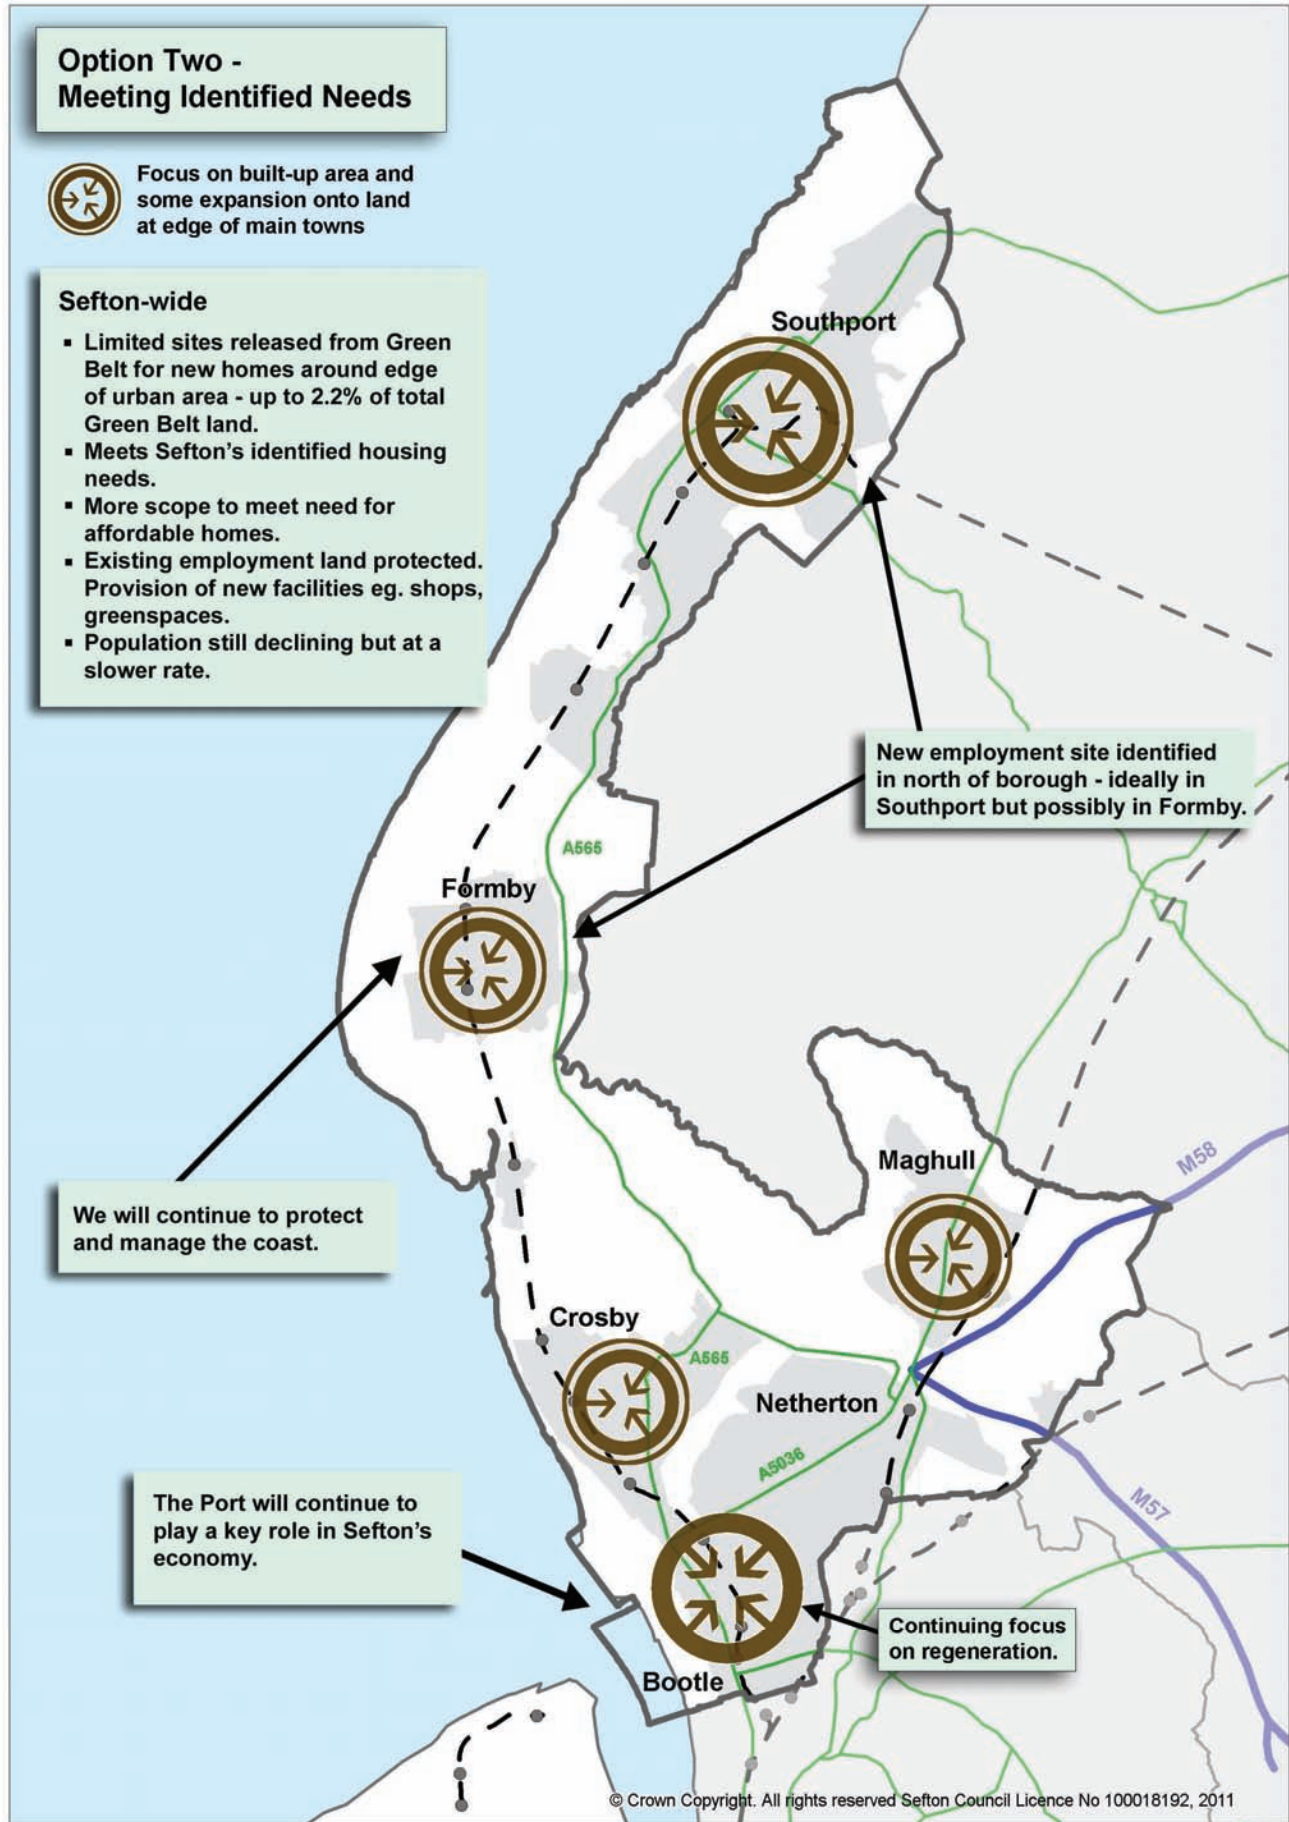 Option Two -
Meeting Identified Needs
Focus on built-up area and
some expansion onto land
at edge of main towns
Sefton-wide
▪ Limited sites released from Green
Belt for new homes around edge
of urban area - up to 2.2% of total
Green Belt land.
▪ Meets Sefton's identified housing
needs.
▪ More scope to meet need for
affordable homes.
▪ Existing employment land protected.
Provision of new facilities eg. shops,
greenspaces.
▪ Population still declining but at a
slower rate.
Southport
New employment site identified
in north of borough - ideally in
Southport but possibly in Formby.
A565
Formby
Maghull
M58
We will continue to protect
and manage the coast.
Crosby
A565
Netherton
A5036
M57
The Port will continue to
play a key role in Sefton's
economy.
Continuing focus
on regeneration.
Bootle
© Crown Copyright. All rights reserved Sefton Council Licence No 100018192, 2011